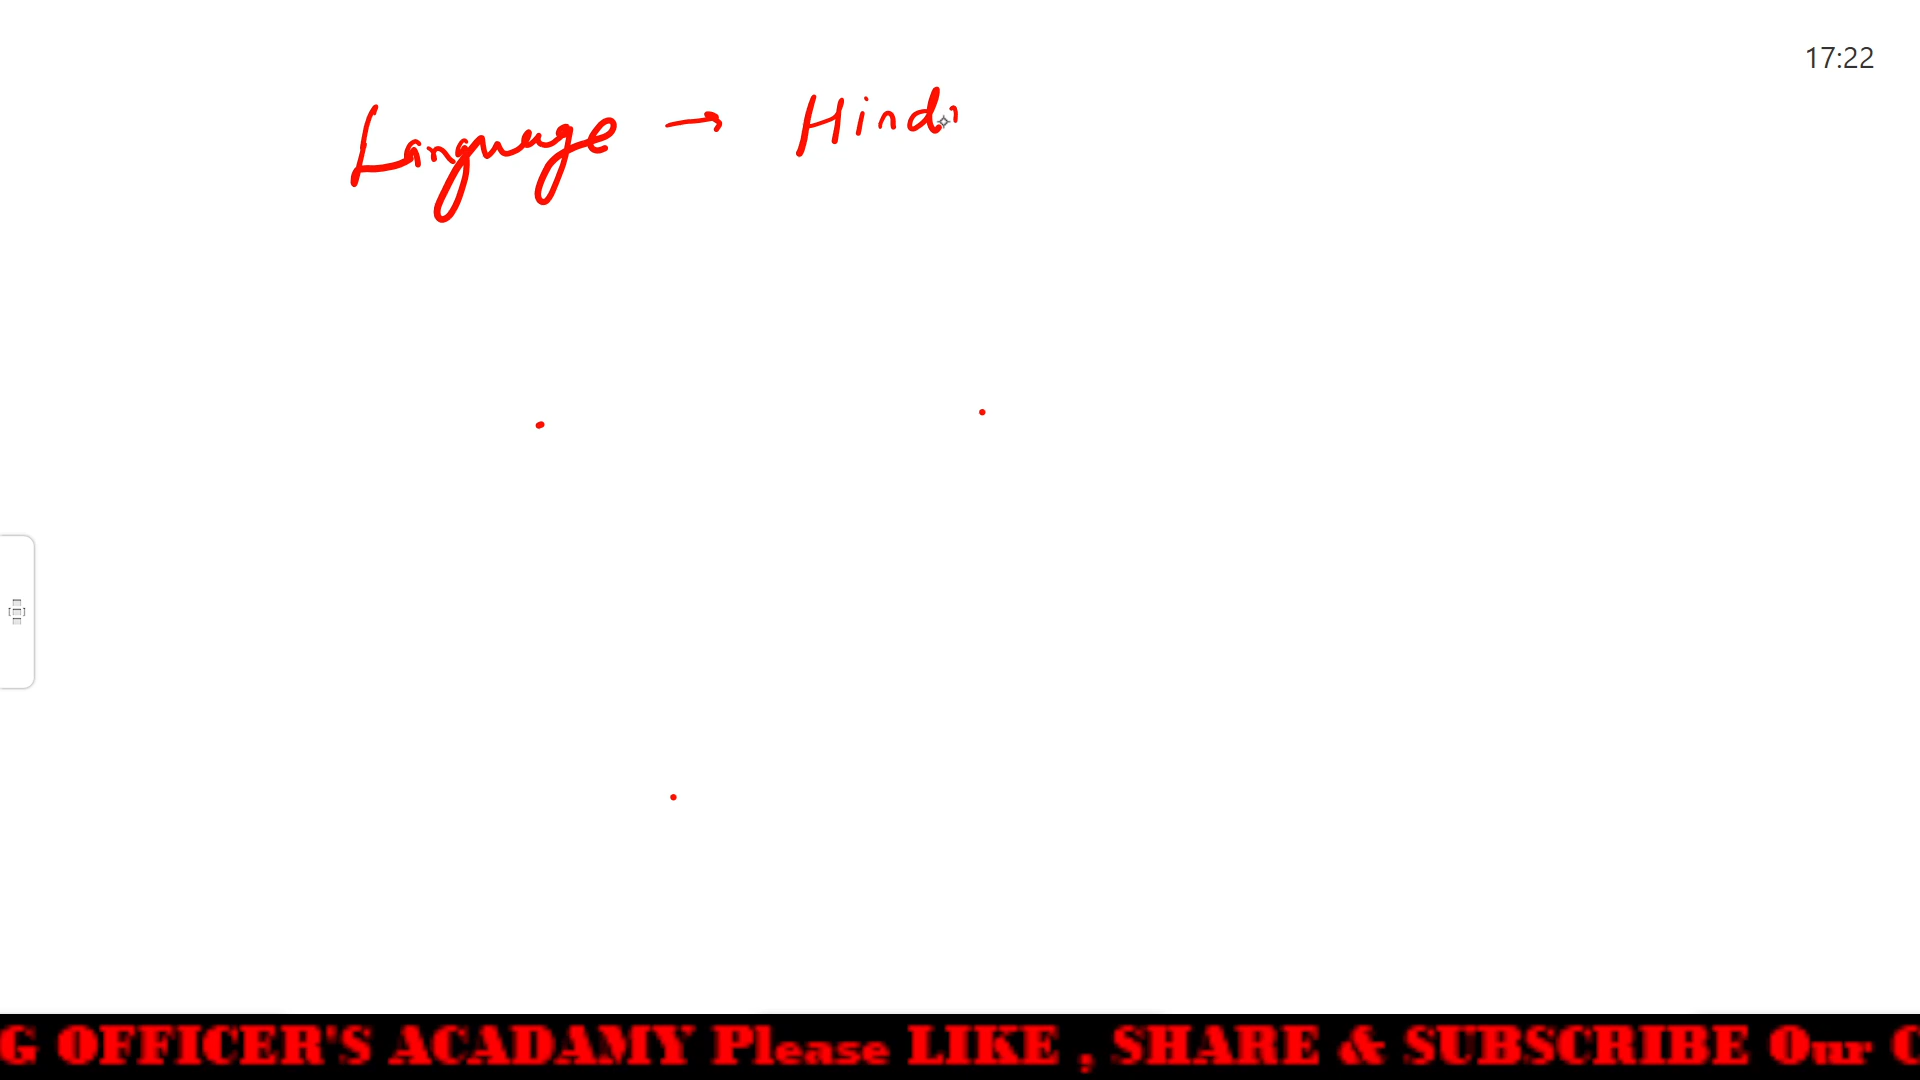 17:22
Language → Hindi
G OFFICER'S ACADAMY Please LIKE , SHARE & SUBSCRIBE Our C